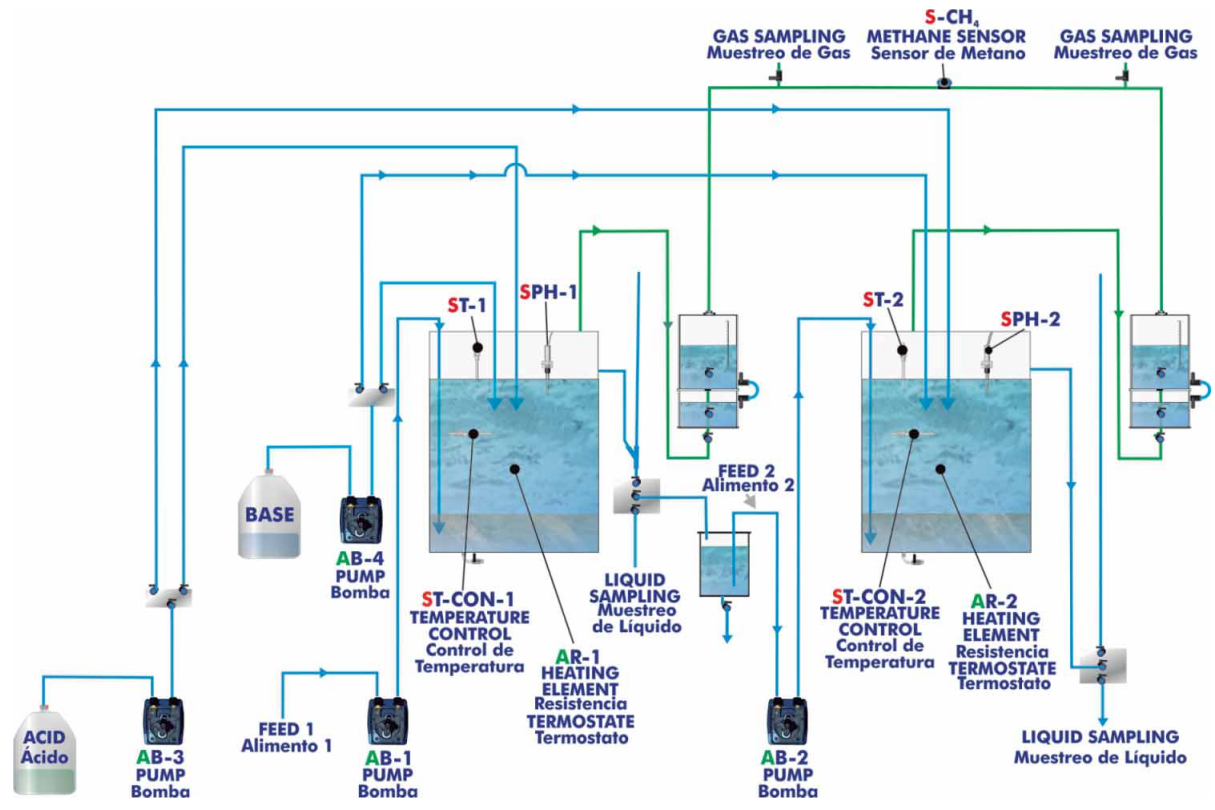 GAS SAMPLING
Muestreo de Gas
S-CH₄
METHANE SENSOR
Sensor de Metano
GAS SAMPLING
Muestreo de Gas
ST-1
SPH-1
ST-2
SPH-2
FEED 2
Alimento 2
BASE
AB-4
PUMP
Bomba
ST-CON-1
TEMPERATURE
CONTROL
Control de
Temperatura
LIQUID
SAMPLING
Muestreo
de Líquido
AR-1
HEATING
ELEMENT
Resistencia
TERMOSTATE
Termostato
ST-CON-2
TEMPERATURE
CONTROL
Control de
Temperatura
AR-2
HEATING
ELEMENT
Resistencia
TERMOSTATE
Termostato
ACID
Ácido
AB-3
PUMP
Bomba
FEED 1
Alimento 1
AB-1
PUMP
Bomba
AB-2
PUMP
Bomba
LIQUID SAMPLING
Muestreo de Líquido